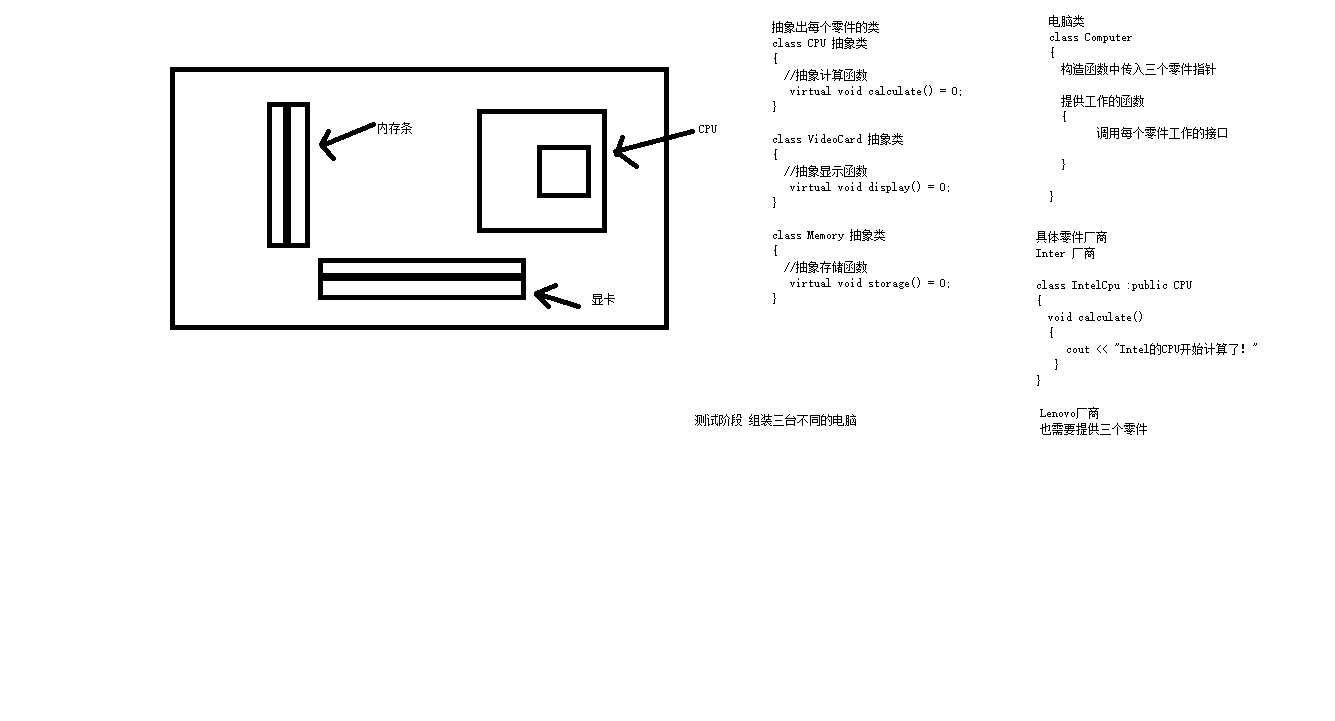 内存条
CPU
显卡
抽象出每个零件的类
class CPU 抽象类
{
//抽象计算函数
virtual void calculate() = 0;
}
class VideoCard 抽象类
{
//抽象显示函数
virtual void display() = 0;
}
class Memory 抽象类
{
//抽象存储函数
virtual void storage() = 0;
}
测试阶段 组装三台不同的电脑
电脑类
class Computer
{
构造函数中传入三个零件指针
提供工作的函数
{
调用每个零件工作的接口
}
}
具体零件厂商
Inter 厂商
class IntelCpu :public CPU
{
void calculate()
{
cout << "Intel的CPU开始计算了! "
}
}
Lenovo厂商
也需要提供三个零件